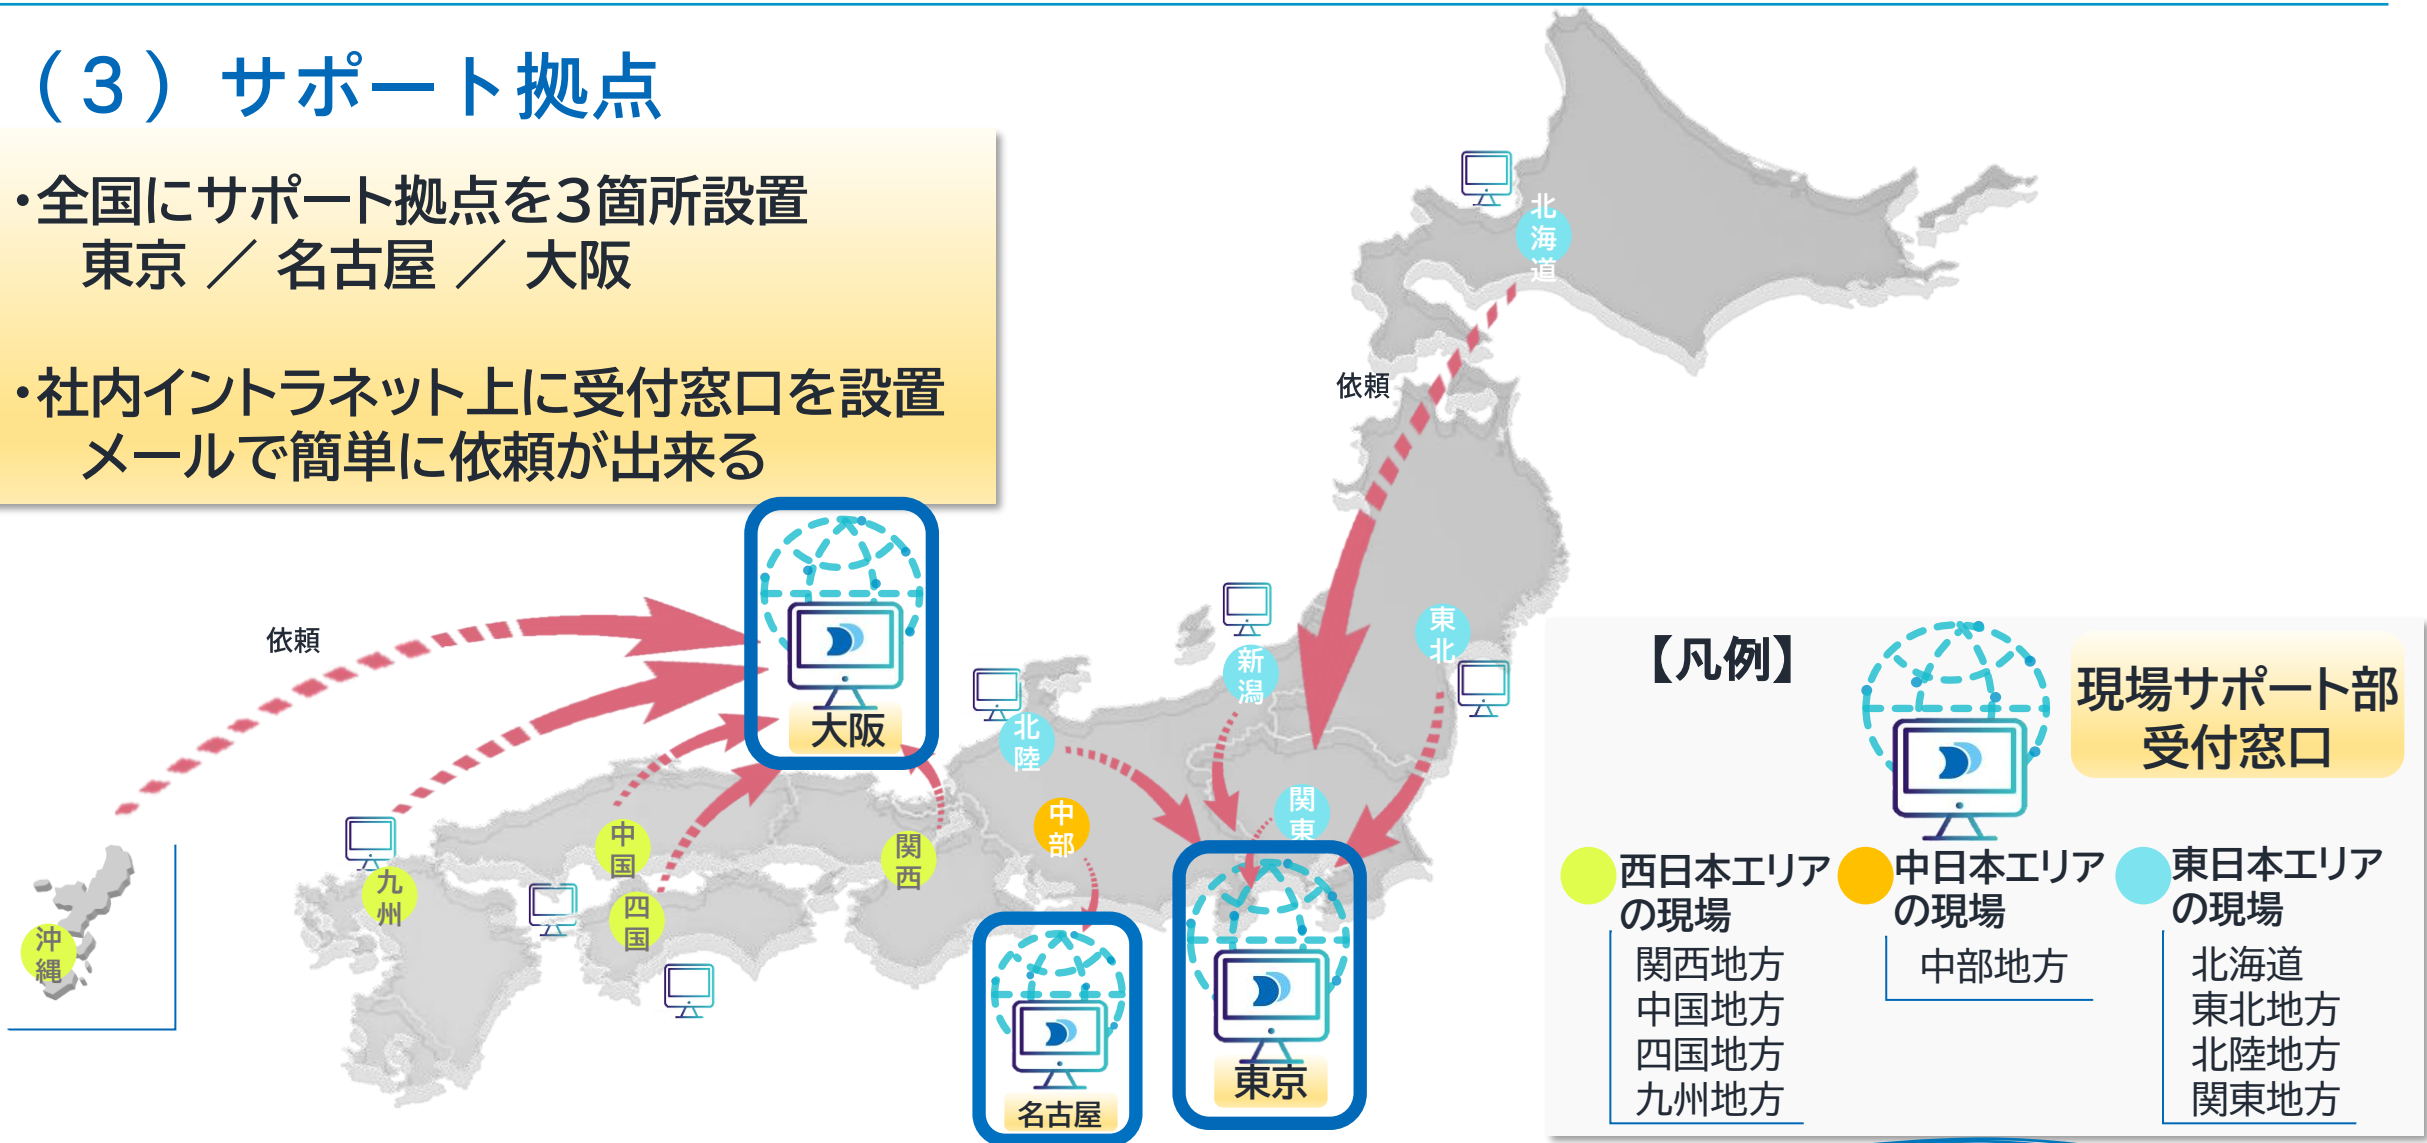 （３）サポート拠点
・全国にサポート拠点を３箇所設置
東京 ／ 名古屋 ／ 大阪
・社内イントラネット上に受付窓口を設置
メールで簡単に依頼が出来る
北海道
依頼
依頼
大阪
東北
新潟
北陸
関東
中部
中国
関西
九州
四国
沖縄
名古屋
東京
【凡例】
現場サポート部
受付窓口
西日本エリア
の現場
関西地方
中国地方
四国地方
九州地方
中日本エリア
の現場
中部地方
東日本エリア
の現場
北海道
東北地方
北陸地方
関東地方